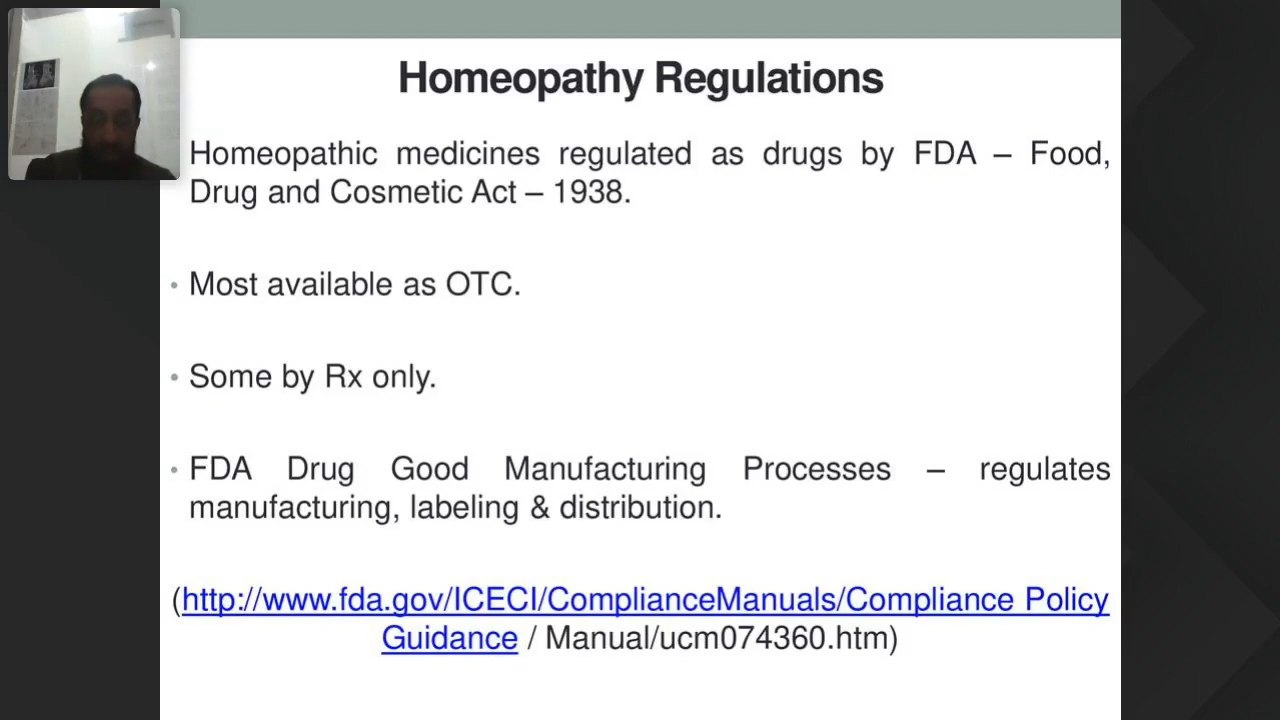 Homeopathy Regulations
Homeopathic medicines regulated as drugs by FDA – Food,
Drug and Cosmetic Act – 1938.
• Most available as OTC.
• Some by Rx only.
• FDA Drug Good Manufacturing Processes – regulates
manufacturing, labeling & distribution.
(http://www.fda.gov/ICECI/ComplianceManuals/Compliance Policy
Guidance / Manual/ucm074360.htm)